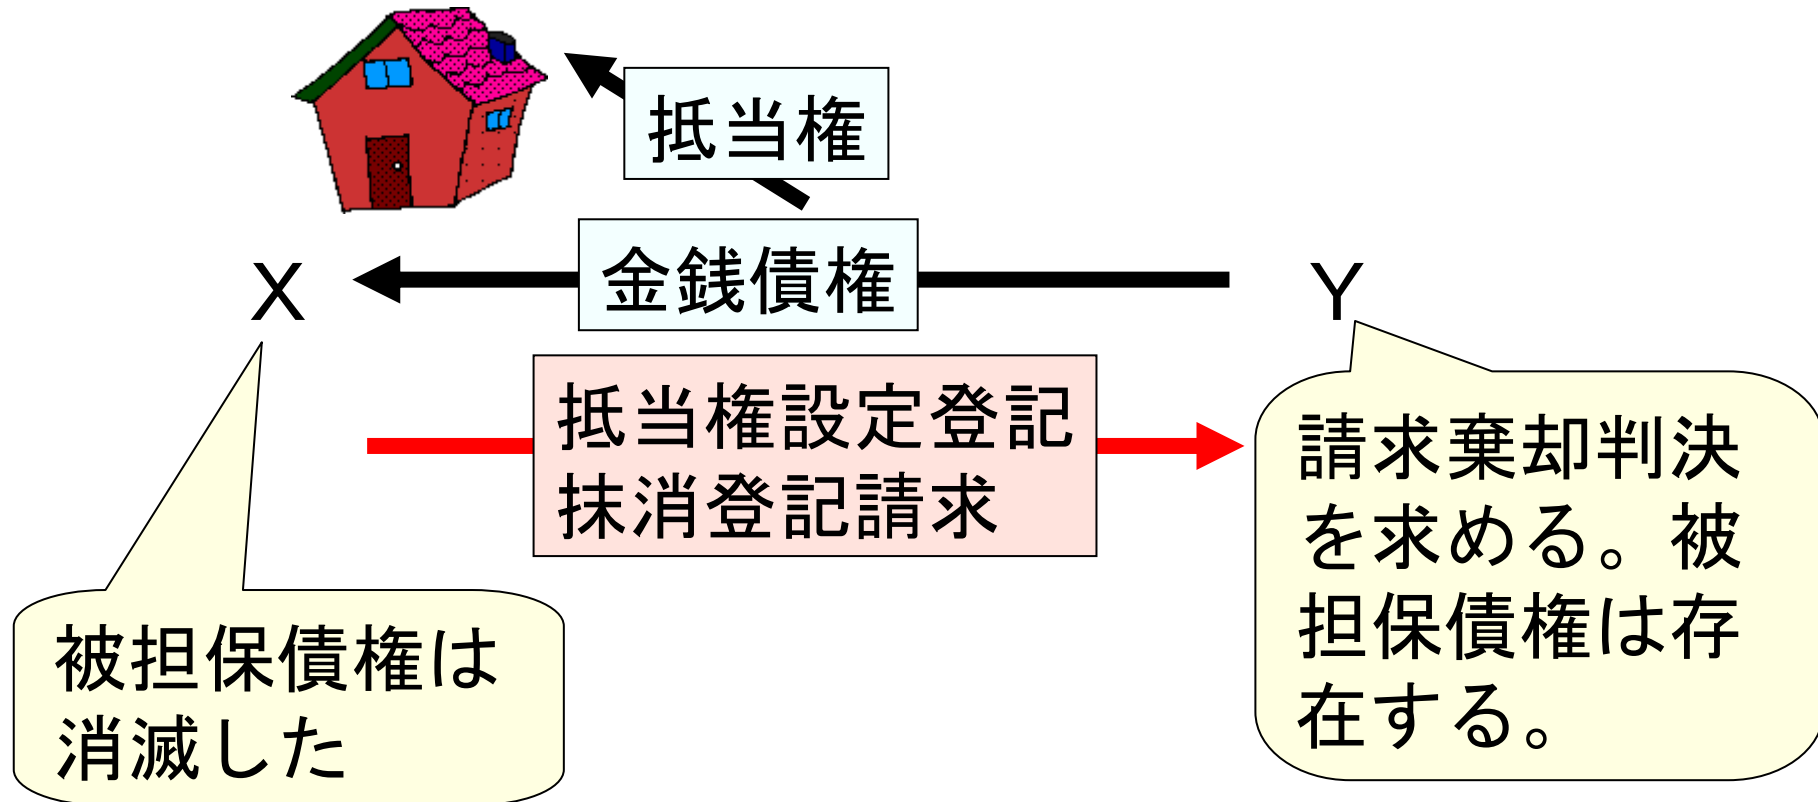 抵当権
金銭債権
X
Y
抵当権設定登記
抹消登記請求
被担保債権は
消滅した
請求棄却判決
を求める。被
担保債権は存
在する。